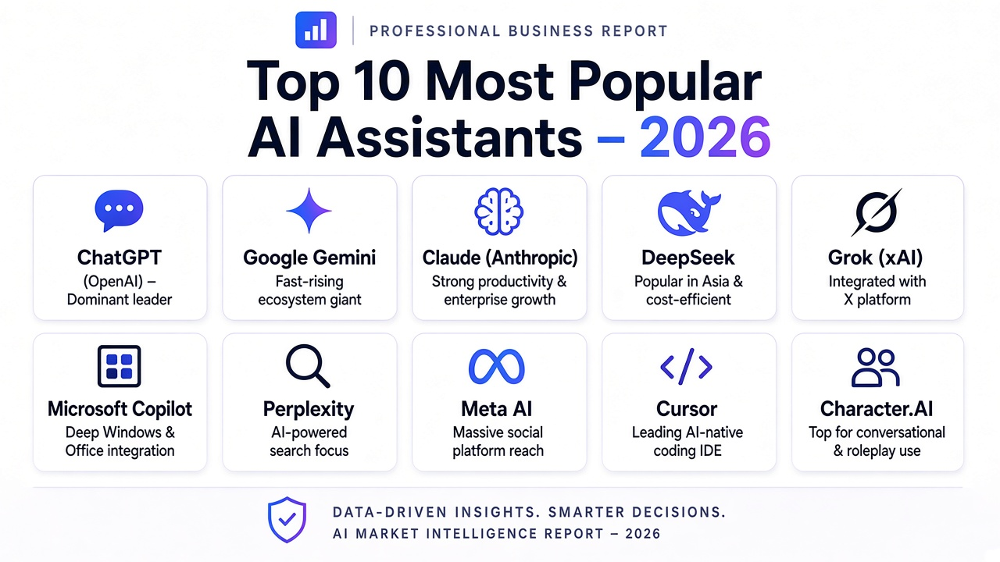 PROFESSIONAL BUSINESS REPORT
Top 10 Most Popular
AI Assistants – 2026
ChatGPT
(OpenAI) –
Dominant leader
Google Gemini
Fast-rising
ecosystem giant
Claude (Anthropic)
Strong productivity &
enterprise growth
DeepSeek
Popular in Asia &
cost-efficient
Grok (xAI)
Integrated with
X platform
Microsoft Copilot
Deep Windows &
Office integration
Perplexity
AI-powered
search focus
Meta AI
Massive social
platform reach
Cursor
Leading AI-native
coding IDE
Character.AI
Top for conversational
& roleplay use
DATA-DRIVEN INSIGHTS. SMARTER DECISIONS.
AI MARKET INTELLIGENCE REPORT – 2026